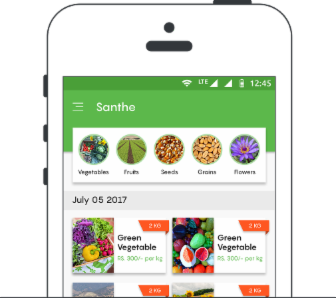 LTE 12:45
Santhe
Vegetables Fruits Seeds Grains Flowers
July 05 2017
2 KG 2 KG
Green Green
Vegetable Vegetable
RS. 300/- per kg RS. 300/- per kg
2 KG 2 KG